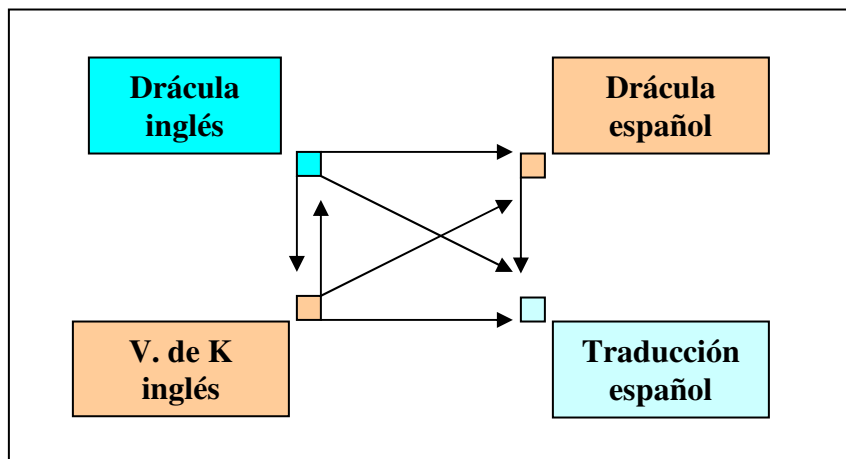 Drácula
inglés
Drácula
español
V. de K
inglés
Traducción
español